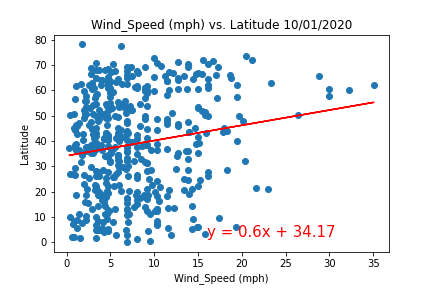 Wind_Speed (mph) vs. Latitude 10/01/2020
80
70
60
50
40
30
20
10
0
Latitude
y = 0.6x + 34.17
0 5 10 15 20 25 30 35
Wind_Speed (mph)